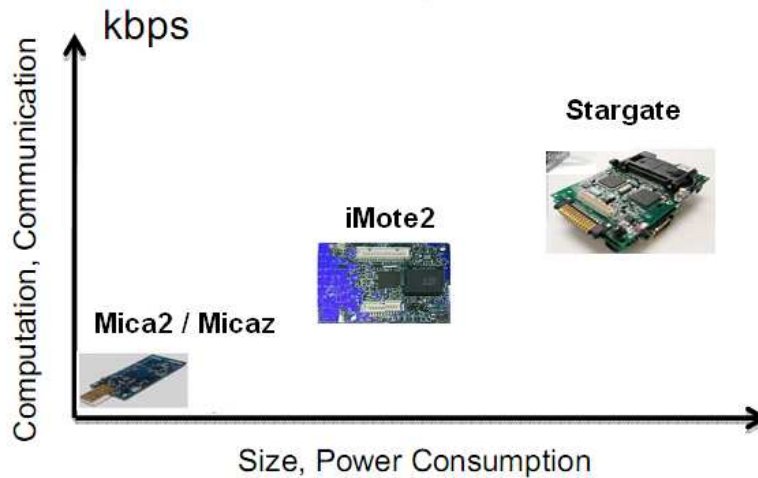 kbps
Computation, Communication
Stargate
iMote2
Mica2 / Micaz
Size, Power Consumption